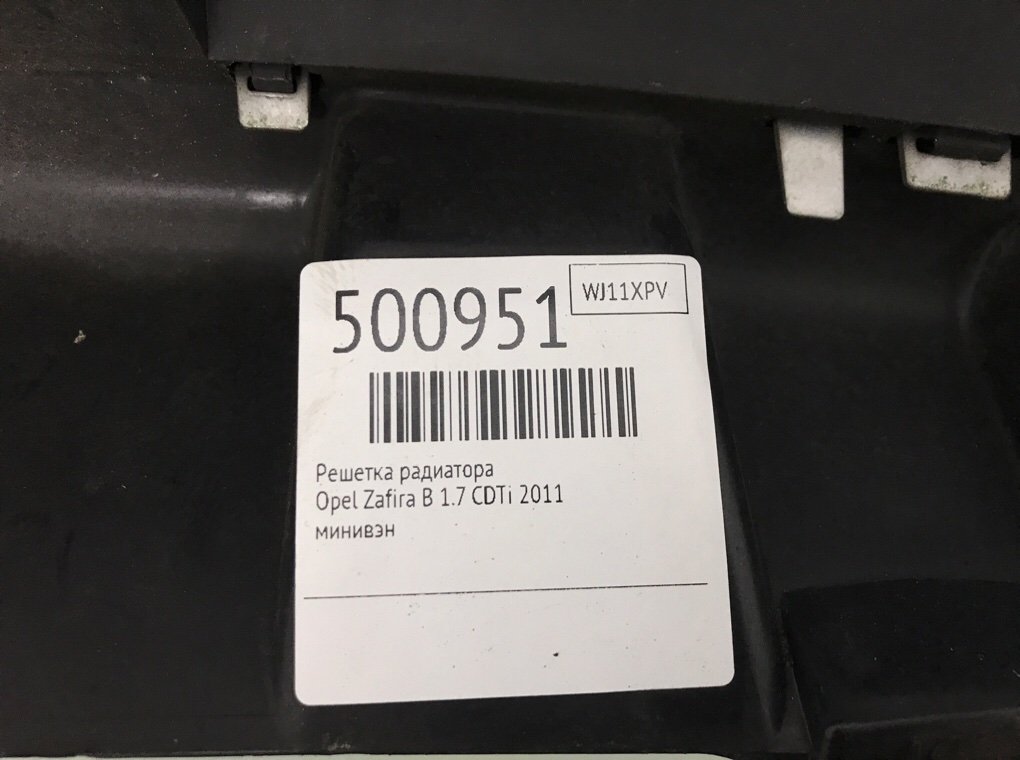 500951
WJ11XPV
Решетка радиатора
Opel Zafira B 1.7 CDTi 2011
минивэн